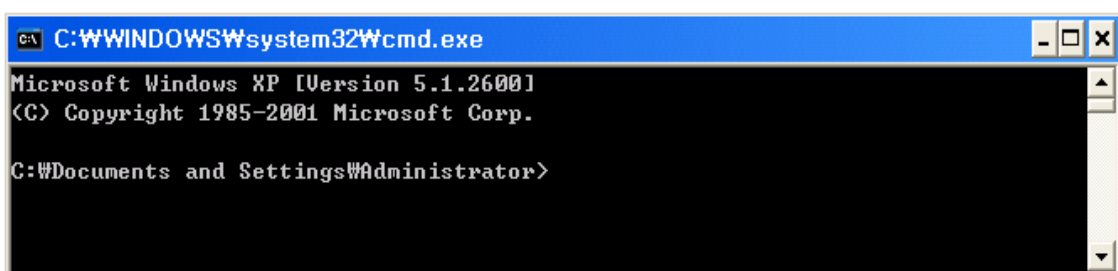 C:₩WINDOWS₩system32₩cmd.exe
Microsoft Windows XP [Version 5.1.2600]
(C) Copyright 1985-2001 Microsoft Corp.
C:₩Documents and Settings₩Administrator>